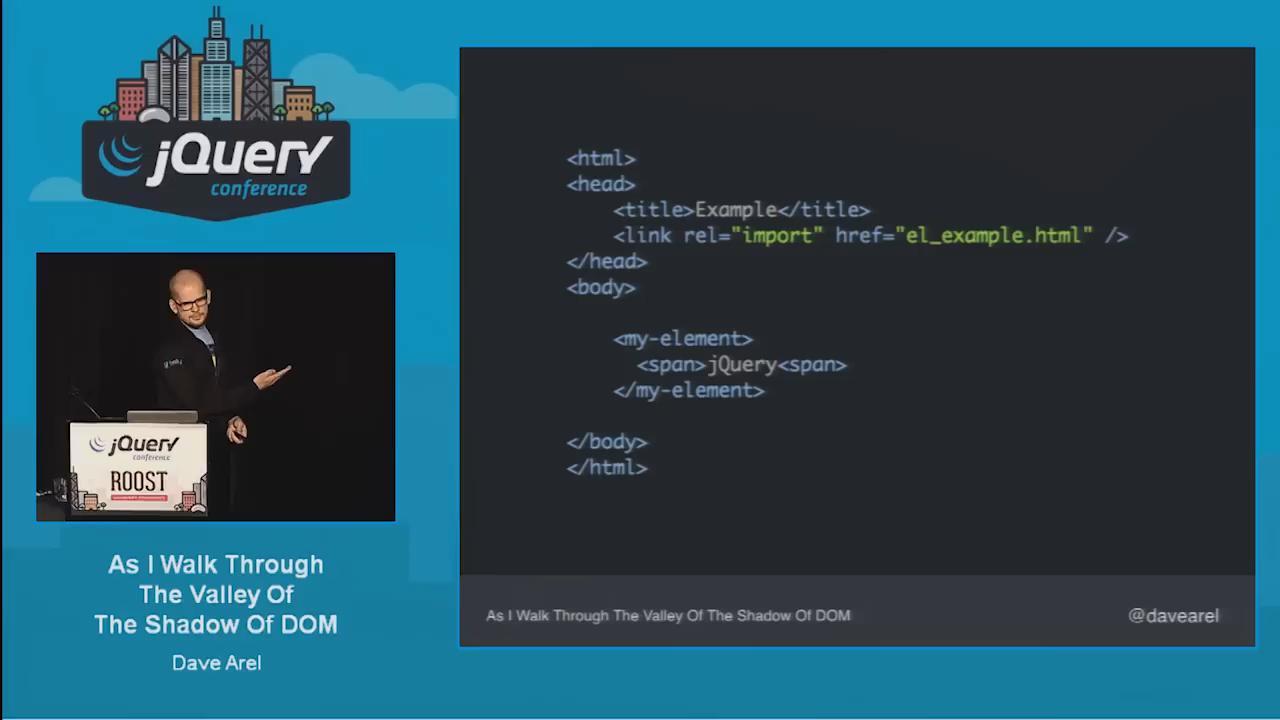 jQuery
conference
jQuery
conference
ROOST
As I Walk Through
The Valley Of
The Shadow Of DOM
Dave Arel
<html>
<head>
<title>Example</title>
<link rel="import" href="el_example.html" />
</head>
<body>
<my-element>
<span>jQuery<span>
</my-element>
</body>
</html>
As I Walk Through The Valley Of The Shadow Of DOM
@davearel